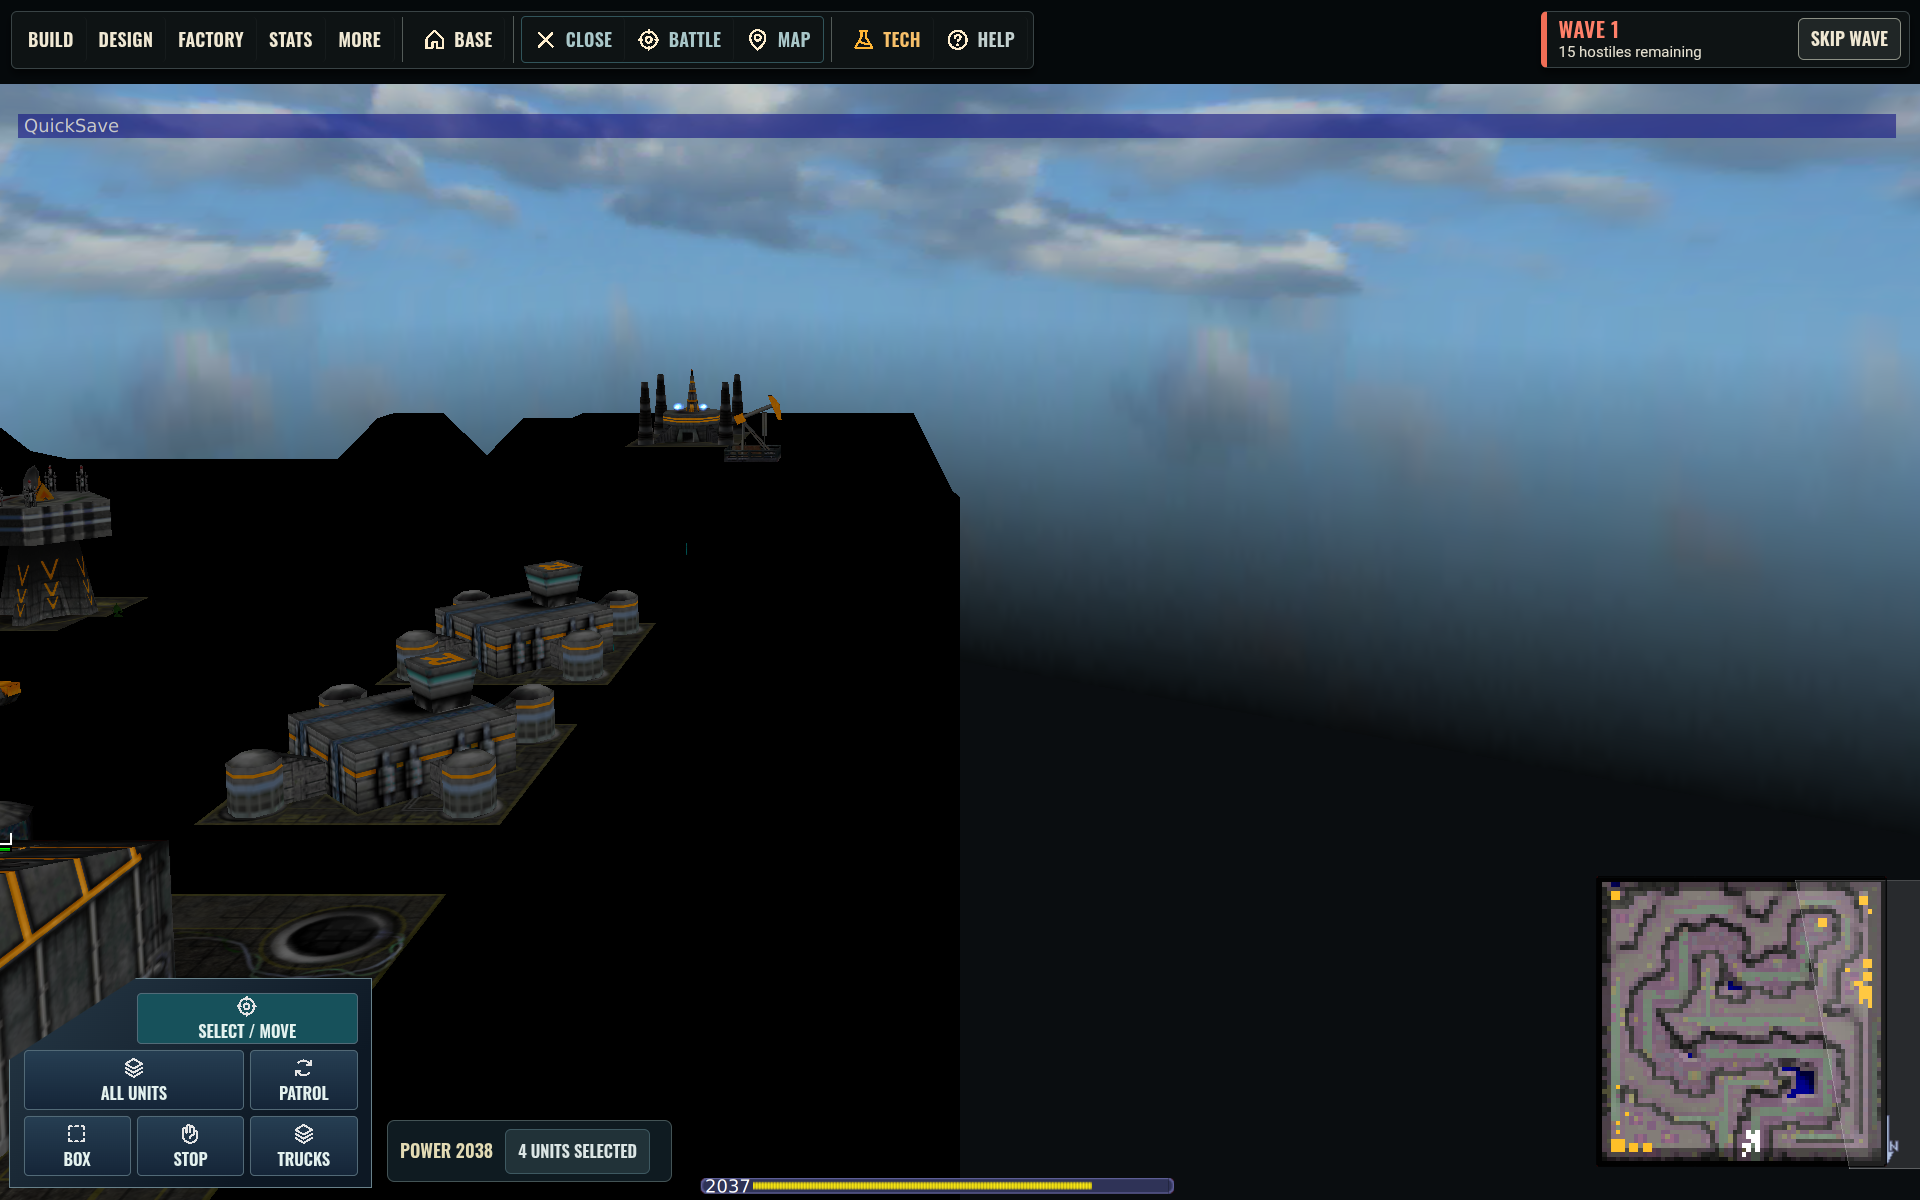 BUILD DESIGN FACTORY STATS MORE BASE CLOSE BATTLE MAP TECH HELP
WAVE 1
15 hostiles remaining
SKIP WAVE
QuickSave
SELECT / MOVE
ALL UNITS PATROL
BOX STOP TRUCKS
POWER 2038 4 UNITS SELECTED
2037
N